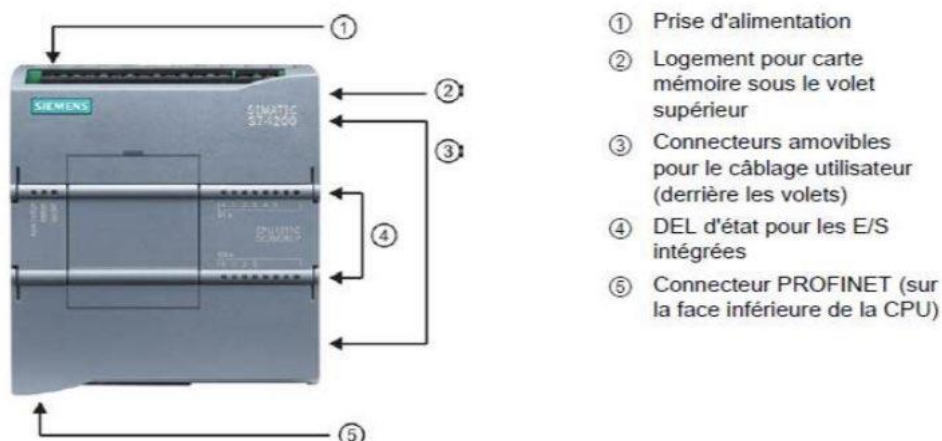 ①
② 
③ 
④
⑤
SIEMENS
SIMATIC
S7-1200
① Prise d'alimentation
② Logement pour carte
mémoire sous le volet
supérieur
③ Connecteurs amovibles
pour le câblage utilisateur
(derrière les volets)
④ DEL d'état pour les E/S
intégrées
⑤ Connecteur PROFINET (sur
la face inférieure de la CPU)